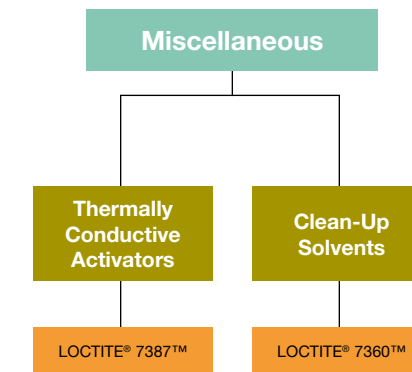 Miscellaneous
Thermally
Conductive
Activators
Clean-Up
Solvents
LOCTITE® 7387™
LOCTITE® 7360™